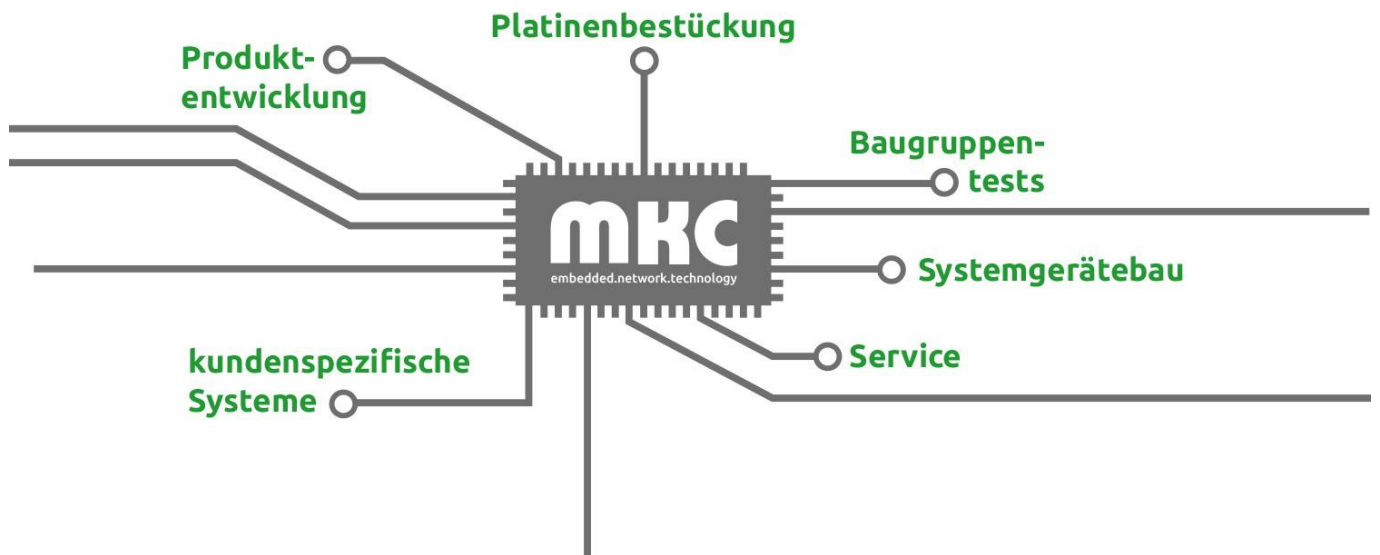 Platinenbestückung
Produkt-
entwicklung
Baugruppen-
tests
mKC
embedded.network.technology
Systemgerätebau
kundenspezifische
Systeme
Service